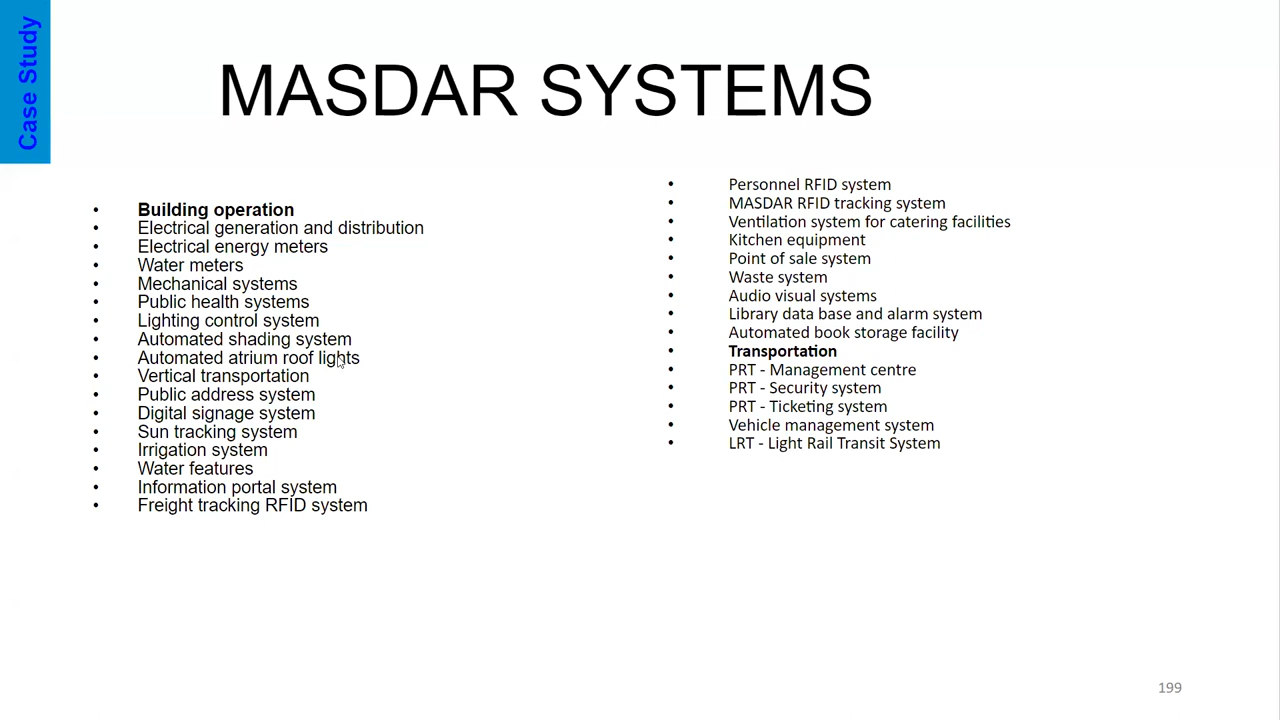 Case Study
MASDAR SYSTEMS
• Building operation
• Electrical generation and distribution
• Electrical energy meters
• Water meters
• Mechanical systems
• Public health systems
• Lighting control system
• Automated shading system
• Automated atrium roof lights
• Vertical transportation
• Public address system
• Digital signage system
• Sun tracking system
• Irrigation system
• Water features
• Information portal system
• Freight tracking RFID system
• Personnel RFID system
• MASDAR RFID tracking system
• Ventilation system for catering facilities
• Kitchen equipment
• Point of sale system
• Waste system
• Audio visual systems
• Library data base and alarm system
• Automated book storage facility
• Transportation
• PRT - Management centre
• PRT - Security system
• PRT - Ticketing system
• Vehicle management system
• LRT - Light Rail Transit System
199